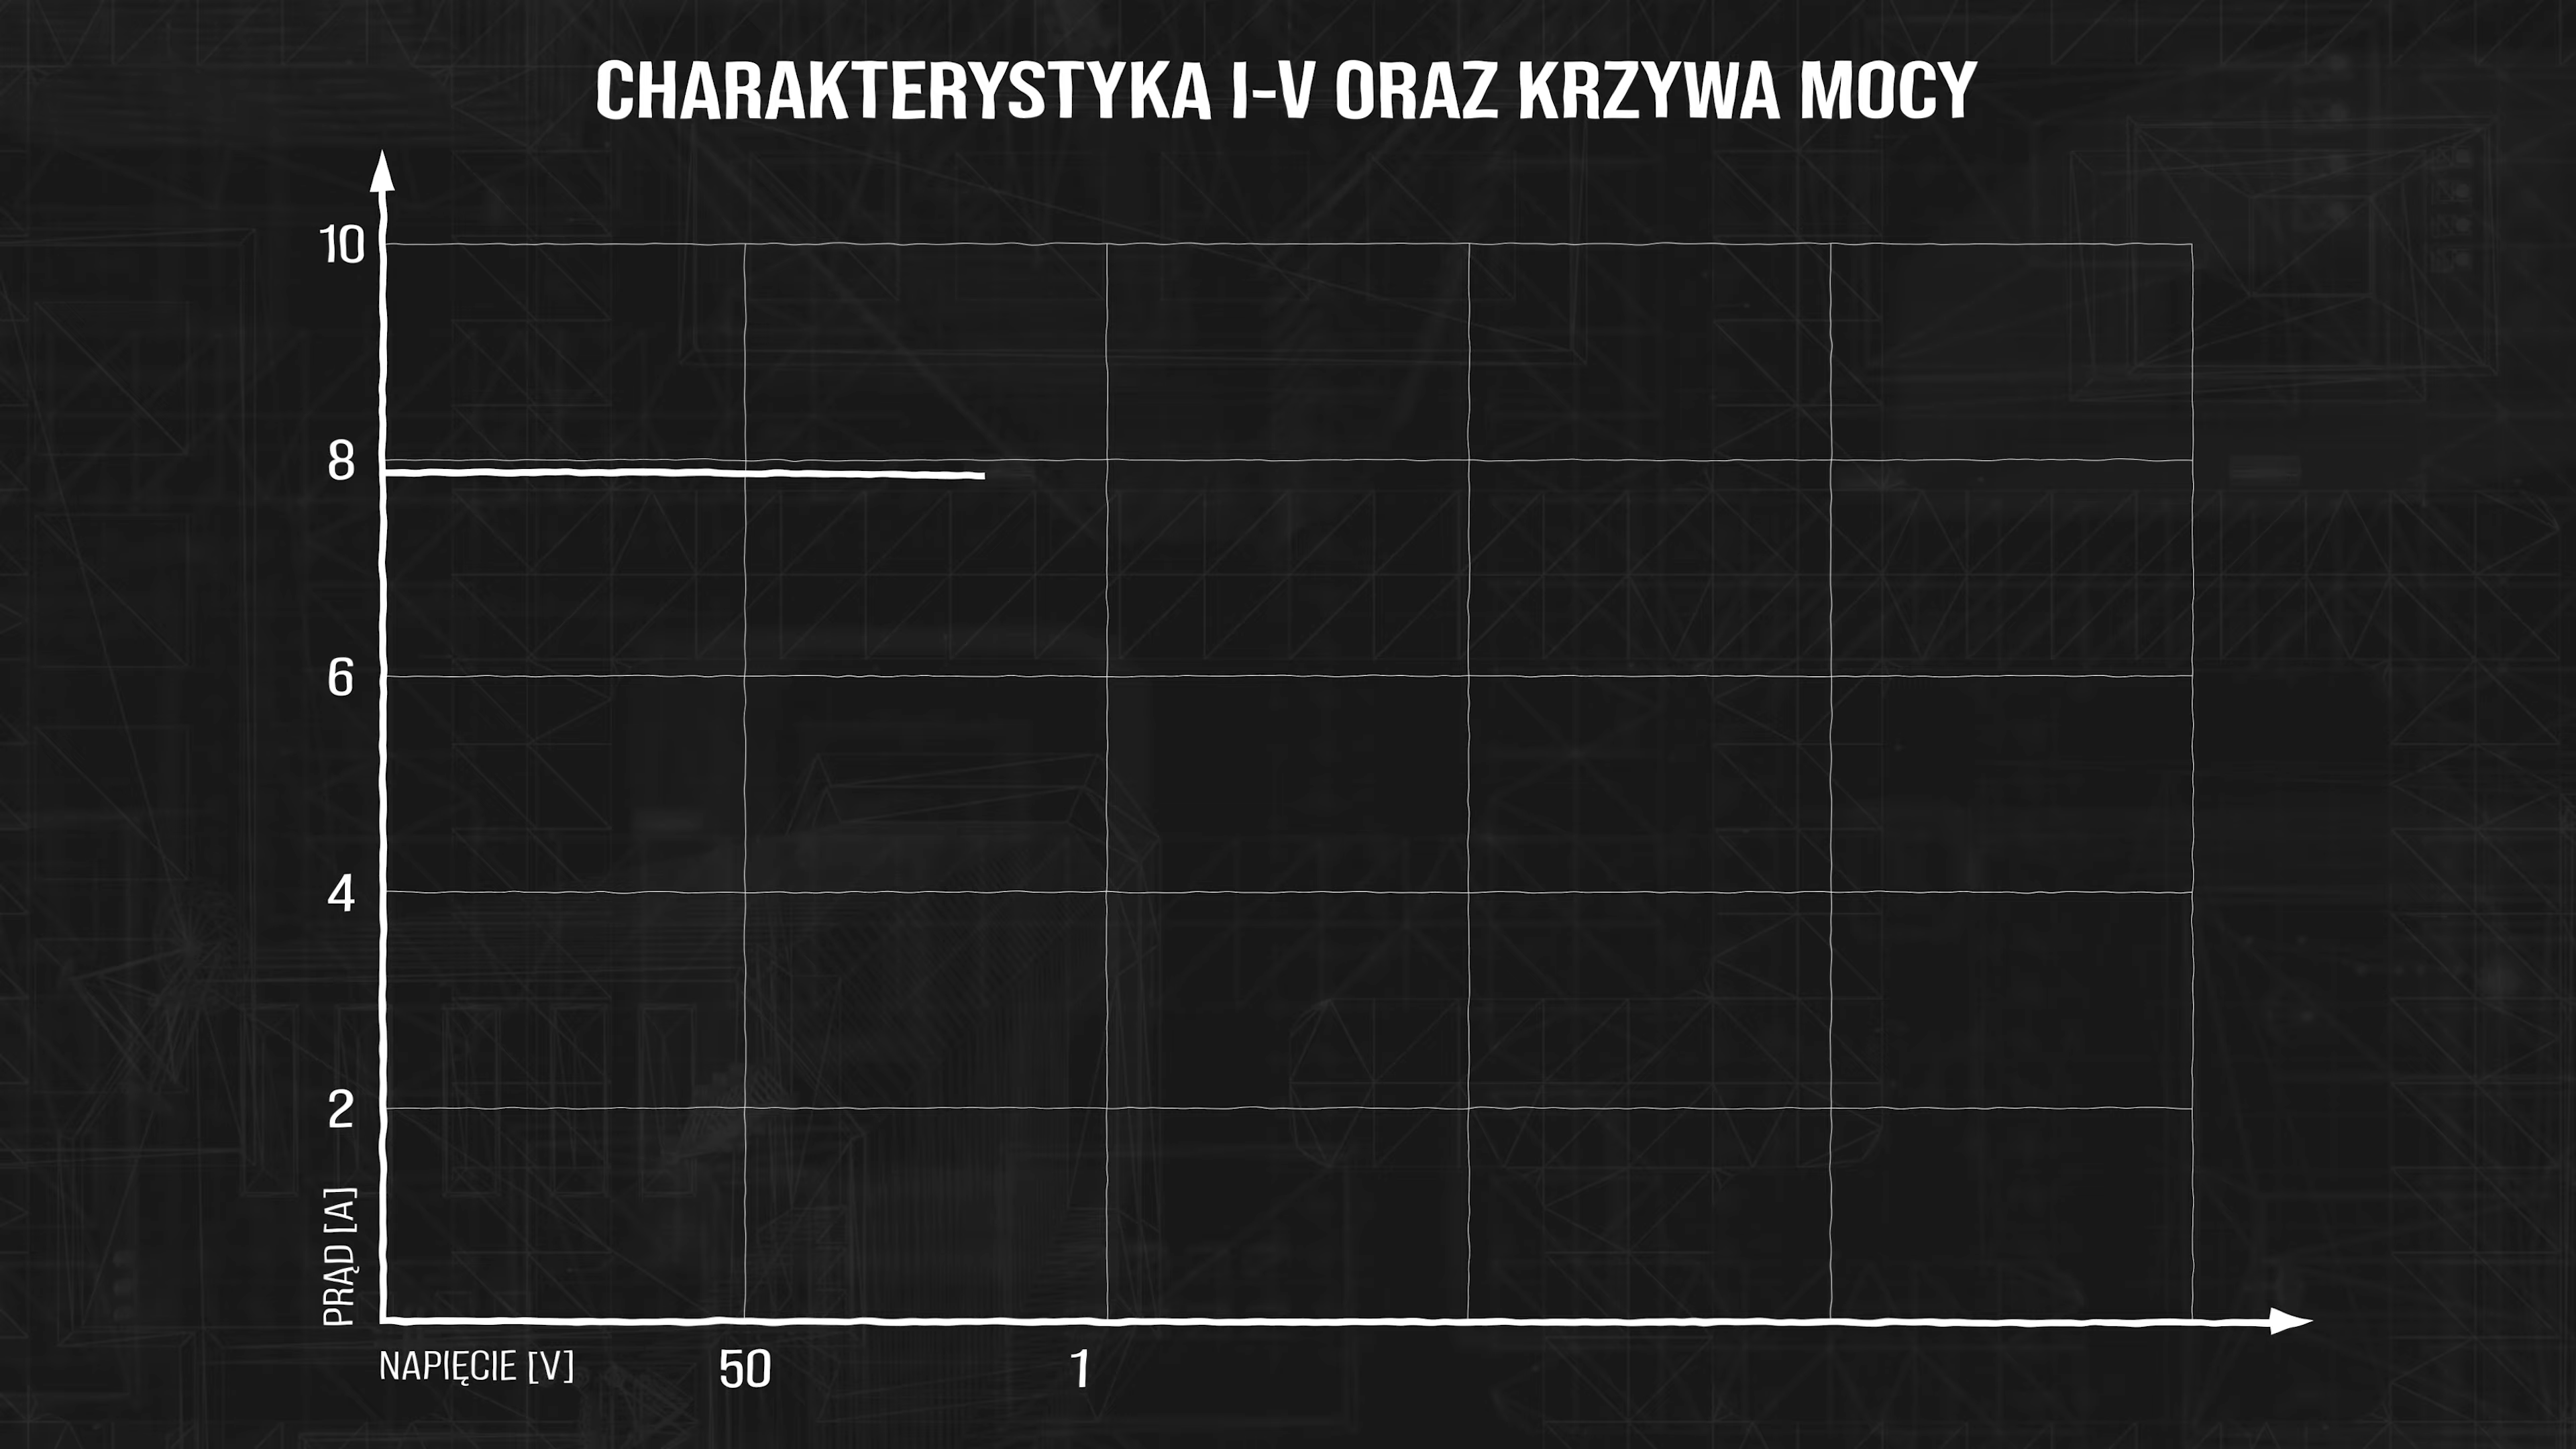 CHARAKTERYSTYKA I-V ORAZ KRZYWA MOCY
10
8
6
4
2
PRĄD [A]
NAPIĘCIE [V]
50
1